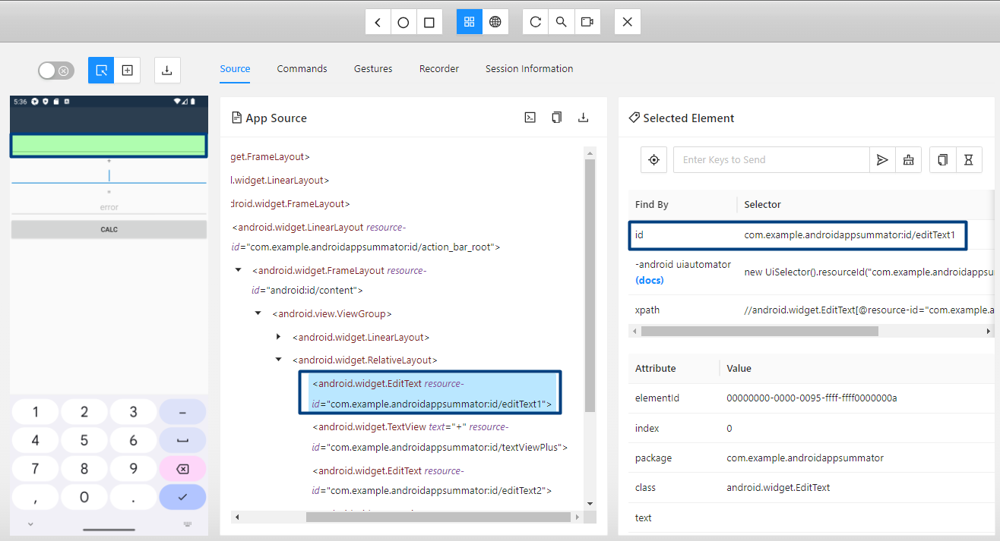 Source
Commands
Gestures
Recorder
Session Information
5:36
error
CALC
1
2
3
–
4
5
6
7
8
9
,
0
.
App Source
get.FrameLayout>
l.widget.LinearLayout>
droid.widget.FrameLayout>
<android.widget.LinearLayout resource-
id="com.example.androidappsummator:id/action_bar_root">
<android.widget.FrameLayout resource-
id="android:id/content">
<android.view.ViewGroup>
<android.widget.LinearLayout>
<android.widget.RelativeLayout>
<android.widget.EditText resource-
id="com.example.androidappsummator:id/editText1">
<android.widget.TextView text="+" resource-
id="com.example.androidappsummator:id/textViewPlus">
<android.widget.EditText resource-
id="com.example.androidappsummator:id/editText2">
Selected Element
Enter Keys to Send
Find By
Selector
id
com.example.androidappsummator:id/editText1
-android uiautomator
(docs)
new UiSelector().resourceId("com.example.androidappsu
xpath
//android.widget.EditText[@resource-id="com.example.a
Attribute
Value
elementId
00000000-0000-0095-ffff-ffff0000000a
index
0
package
com.example.androidappsummator
class
android.widget.EditText
text